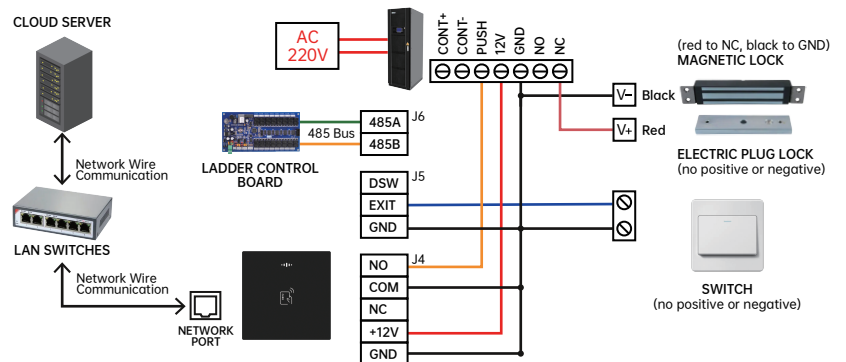 CLOUD SERVER
Network Wire
Communication
LAN SWITCHES
Network Wire
Communication
NETWORK
PORT
AC
220V
CONT+
CONT-
PUSH
12V
GND
NO
NC
LADDER CONTROL
BOARD
485 Bus
J6
485A
485B
J5
DSW
EXIT
GND
J4
NO
COM
NC
+12V
GND
V- Black
V+ Red
(red to NC, black to GND)
MAGNETIC LOCK
ELECTRIC PLUG LOCK
(no positive or negative)
SWITCH
(no positive or negative)